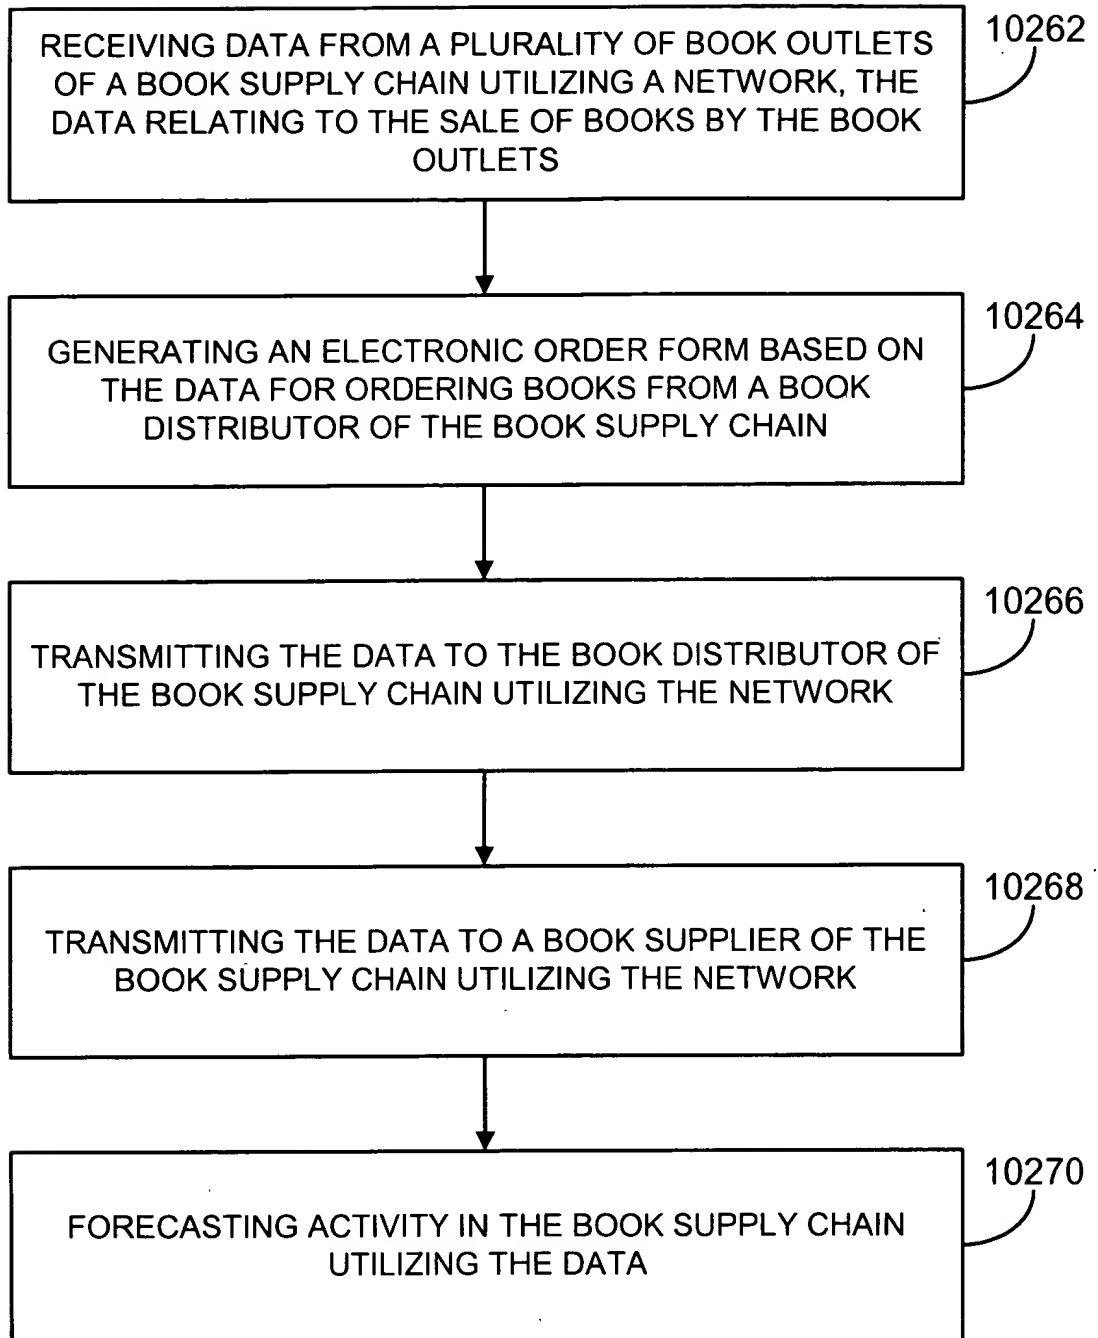 RECEIVING DATA FROM A PLURALITY OF BOOK OUTLETS
OF A BOOK SUPPLY CHAIN UTILIZING A NETWORK, THE
DATA RELATING TO THE SALE OF BOOKS BY THE BOOK
OUTLETS
10262
GENERATING AN ELECTRONIC ORDER FORM BASED ON
THE DATA FOR ORDERING BOOKS FROM A BOOK
DISTRIBUTOR OF THE BOOK SUPPLY CHAIN
10264
TRANSMITTING THE DATA TO THE BOOK DISTRIBUTOR OF
THE BOOK SUPPLY CHAIN UTILIZING THE NETWORK
10266
TRANSMITTING THE DATA TO A BOOK SUPPLIER OF THE
BOOK SUPPLY CHAIN UTILIZING THE NETWORK
10268
FORECASTING ACTIVITY IN THE BOOK SUPPLY CHAIN
UTILIZING THE DATA
10270